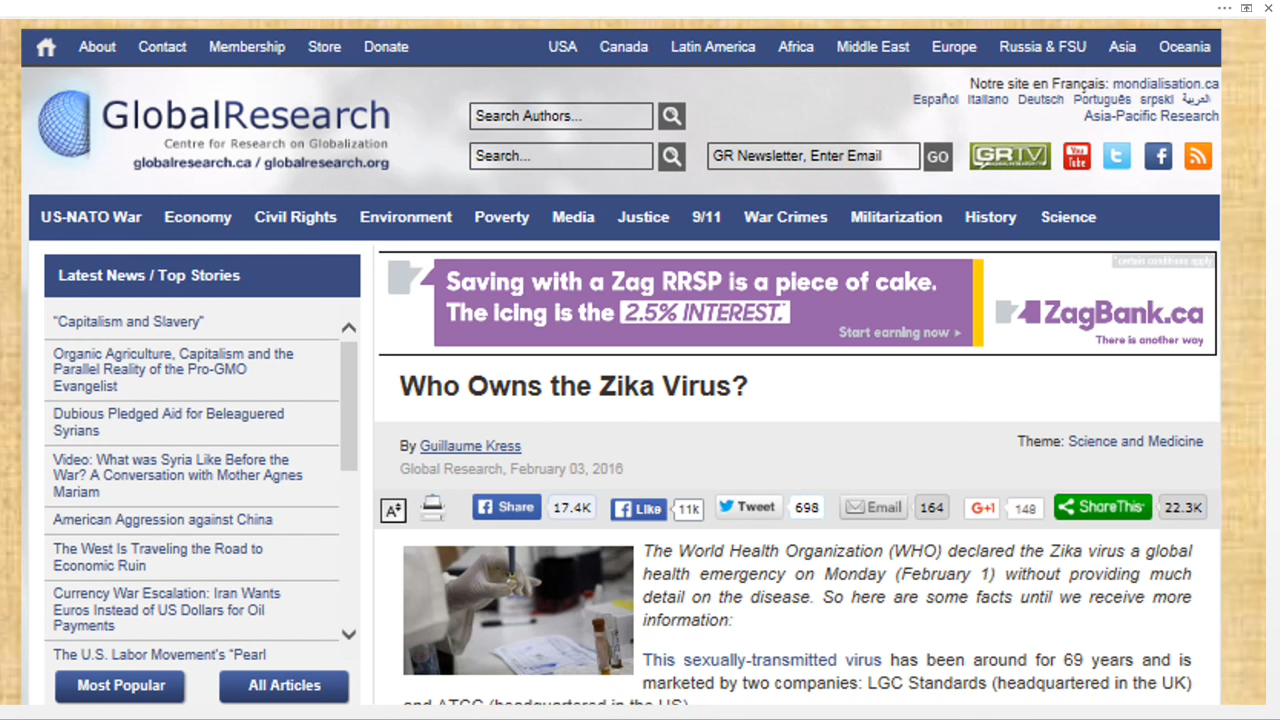 About Contact Membership Store Donate USA Canada Latin America Africa Middle East Europe Russia & FSU Asia Oceania
Notre site en Français: mondialisation.ca
Español Italiano Deutsch Português srpski العربية
Asia-Pacific Research
GlobalResearch
Centre for Research on Globalization
globalresearch.ca / globalresearch.org
Search Authors...
Search...
GR Newsletter, Enter Email GO GRTV You Tube
US-NATO War Economy Civil Rights Environment Poverty Media Justice 9/11 War Crimes Militarization History Science
Latest News / Top Stories
"Capitalism and Slavery"
Organic Agriculture, Capitalism and the
Parallel Reality of the Pro-GMO
Evangelist
Dubious Pledged Aid for Beleaguered
Syrians
Video: What was Syria Like Before the
War? A Conversation with Mother Agnes
Mariam
American Aggression against China
The West Is Traveling the Road to
Economic Ruin
Currency War Escalation: Iran Wants
Euros Instead of US Dollars for Oil
Payments
The U.S. Labor Movement's "Pearl
Most Popular All Articles
*certain conditions apply
Saving with a Zag RRSP is a piece of cake.
The icing is the 2.5% INTEREST.*
Start earning now ▸
ZagBank.ca
There is another way
Who Owns the Zika Virus?
By Guillaume Kress
Global Research, February 03, 2016
Theme: Science and Medicine
A Share 17.4K Like 11k Tweet 698 Email 164 G+1 148 ShareThis 22.3K
The World Health Organization (WHO) declared the Zika virus a global
health emergency on Monday (February 1) without providing much
detail on the disease. So here are some facts until we receive more
information:
This sexually-transmitted virus has been around for 69 years and is
marketed by two companies: LGC Standards (headquartered in the UK)
and ATCC (headquartered in the US).